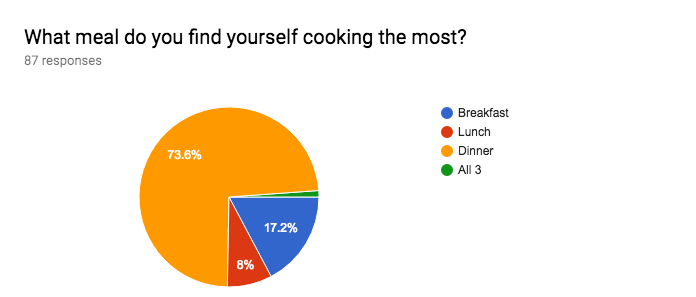 What meal do you find yourself cooking the most?
87 responses
73.6%
17.2%
8%
Breakfast
Lunch
Dinner
All 3